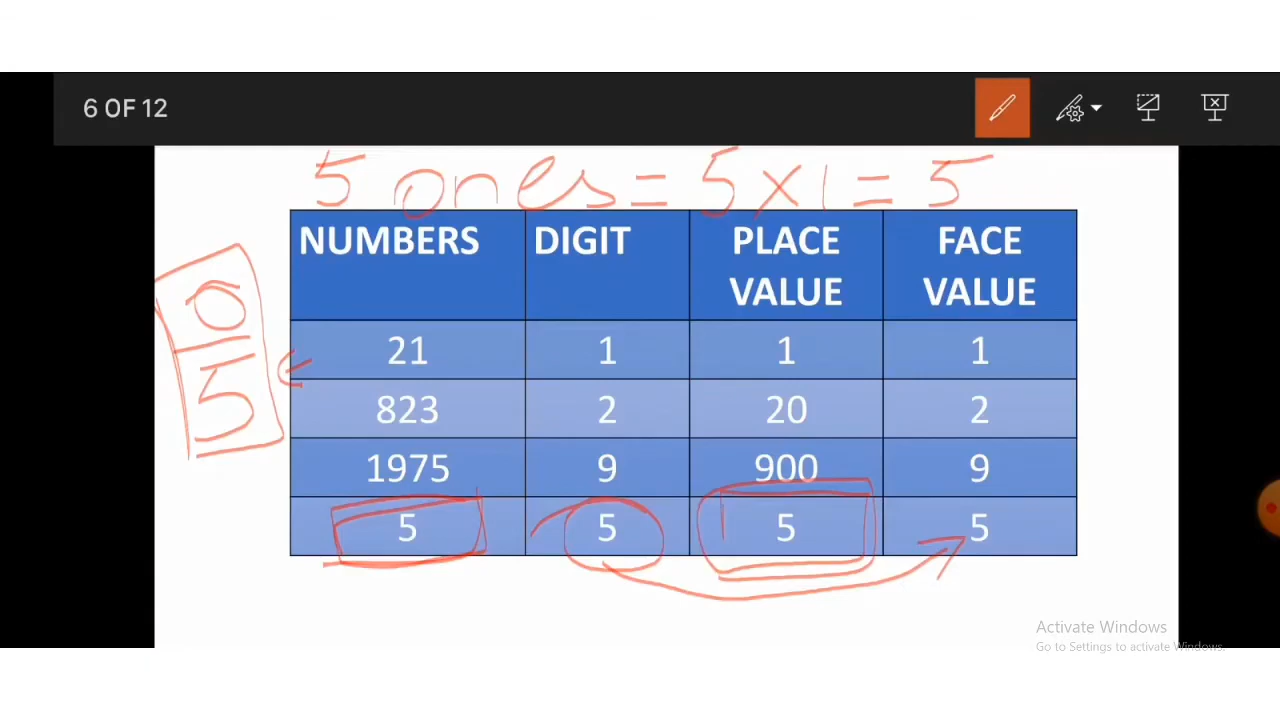 6 OF 12
5 ones = 5 x 1 = 5
NUMBERS DIGIT PLACE VALUE FACE VALUE
21 1 1 1
823 2 20 2
1975 9 900 9
5 5 5 5
0
5
Activate Windows
Go to Settings to activate Windows.